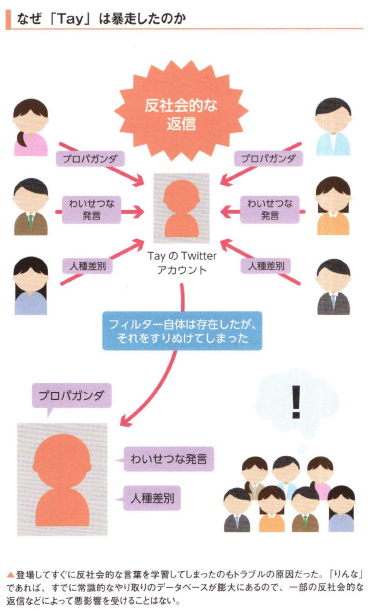 なぜ「Tay」は暴走したのか
反社会的な
返信
プロパガンダ
プロパガンダ
わいせつな
発言
わいせつな
発言
人種差別
人種差別
TayのTwitter
アカウント
フィルター自体は存在したが、
それをすりぬけてしまった
プロパガンダ
!
わいせつな発言
人種差別
▲登場してすぐに反社会的な言葉を学習してしまったのもトラブルの原因だった。「りんな」
であれば、すでに常識的なやり取りのデータベースが膨大にあるので、一部の反社会的な
返信などによって悪影響を受けることはない。